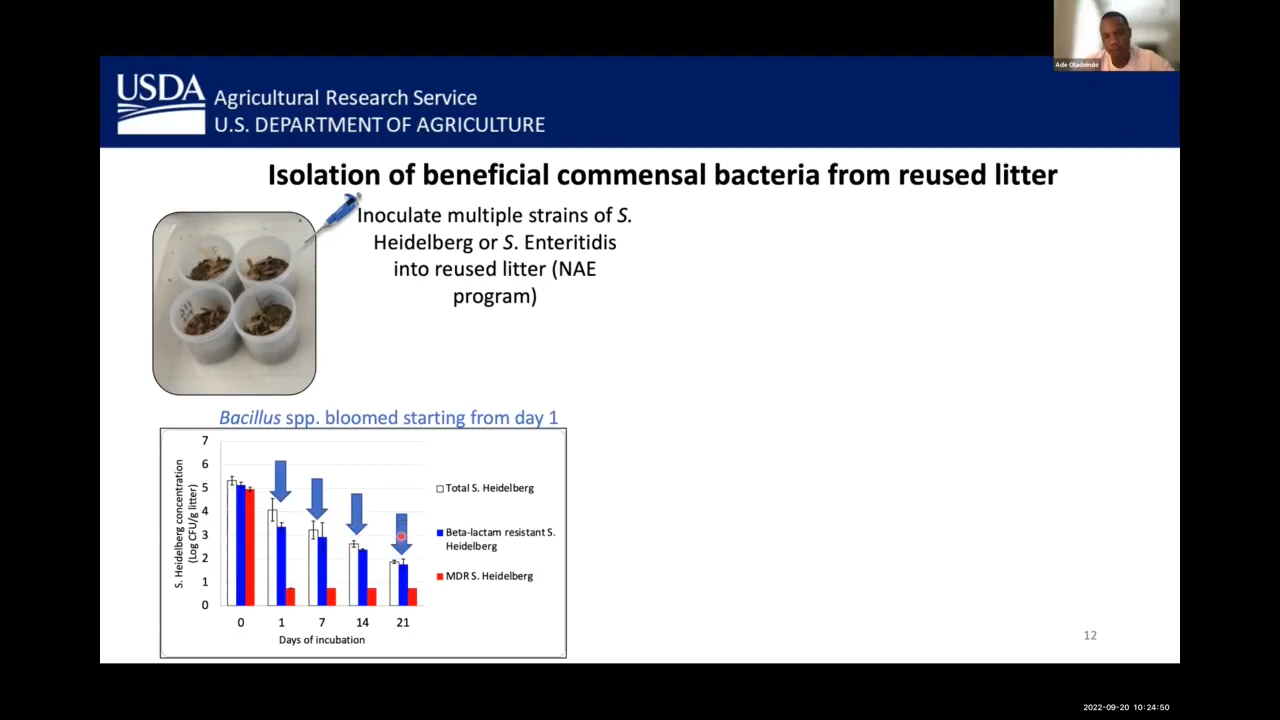 Ade Oladeinde
USDA
Agricultural Research Service
U.S. DEPARTMENT OF AGRICULTURE
Isolation of beneficial commensal bacteria from reused litter
Inoculate multiple strains of S.
Heidelberg or S. Enteritidis
into reused litter (NAE
program)
Bacillus spp. bloomed starting from day 1
S. Heidelberg concentration
(Log CFU/g litter)
7
6
5
4
3
2
1
0
0 1 7 14 21
Days of incubation
Total S. Heidelberg
Beta-lactam resistant S.
Heidelberg
MDR S. Heidelberg
12
2022-09-20 10:24:50